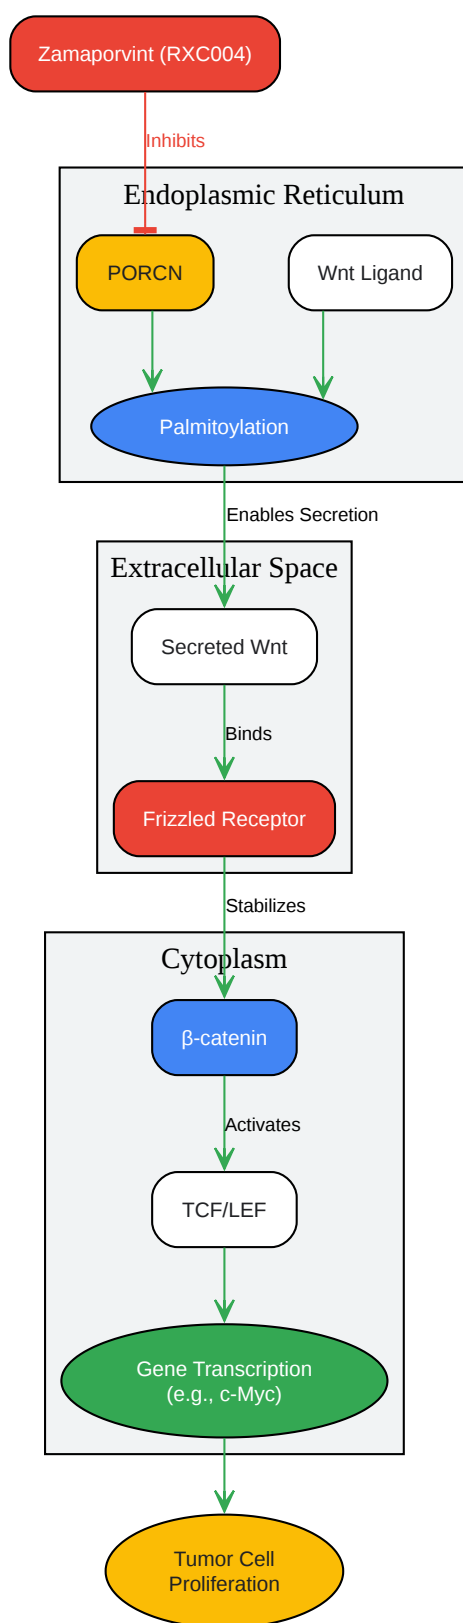 Zamaporvint (RXC004)
Inhibits
Endoplasmic Reticulum
PORCN
Wnt Ligand
Palmitoylation
Enables Secretion
Extracellular Space
Secreted Wnt
Binds
Frizzled Receptor
Stabilizes
Cytoplasm
β-catenin
Activates
TCF/LEF
Gene Transcription
(e.g., c-Myc)
Tumor Cell
Proliferation